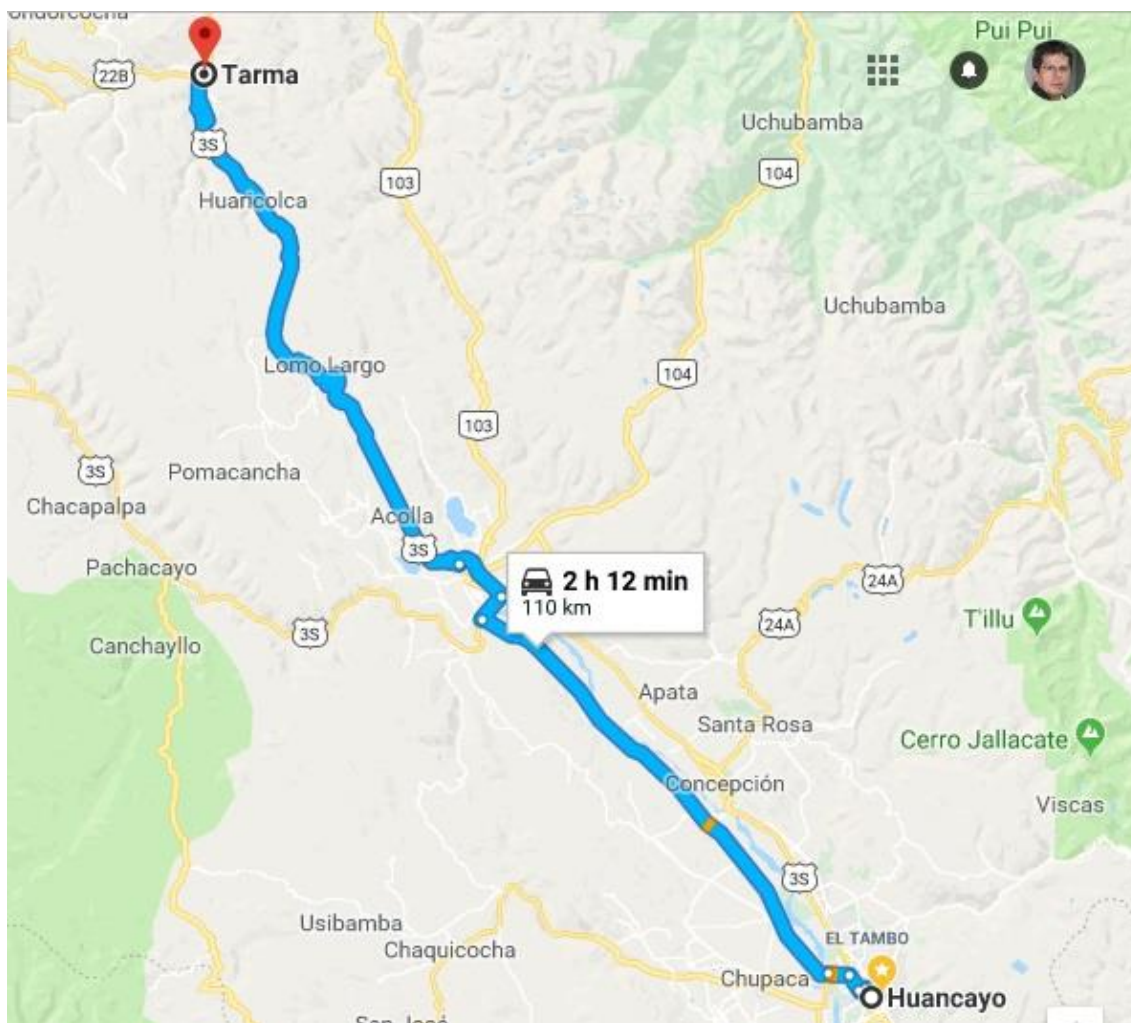 Pui Pui
22B
Tarma
3S
Uchubamba
104
103
Huaricolca
Uchubamba
Lomo Largo
104
103
3S
Pomacancha
Chacapalpa
Acolla
3S
2 h 12 min
110 km
Pachacayo
24A
T'illu
24A
3S
Canchayllo
Apata
Santa Rosa
Cerro Jallacate
Concepción
Viscas
3S
Usibamba
EL TAMBO
Chaquicocha
Chupaca
Huancayo